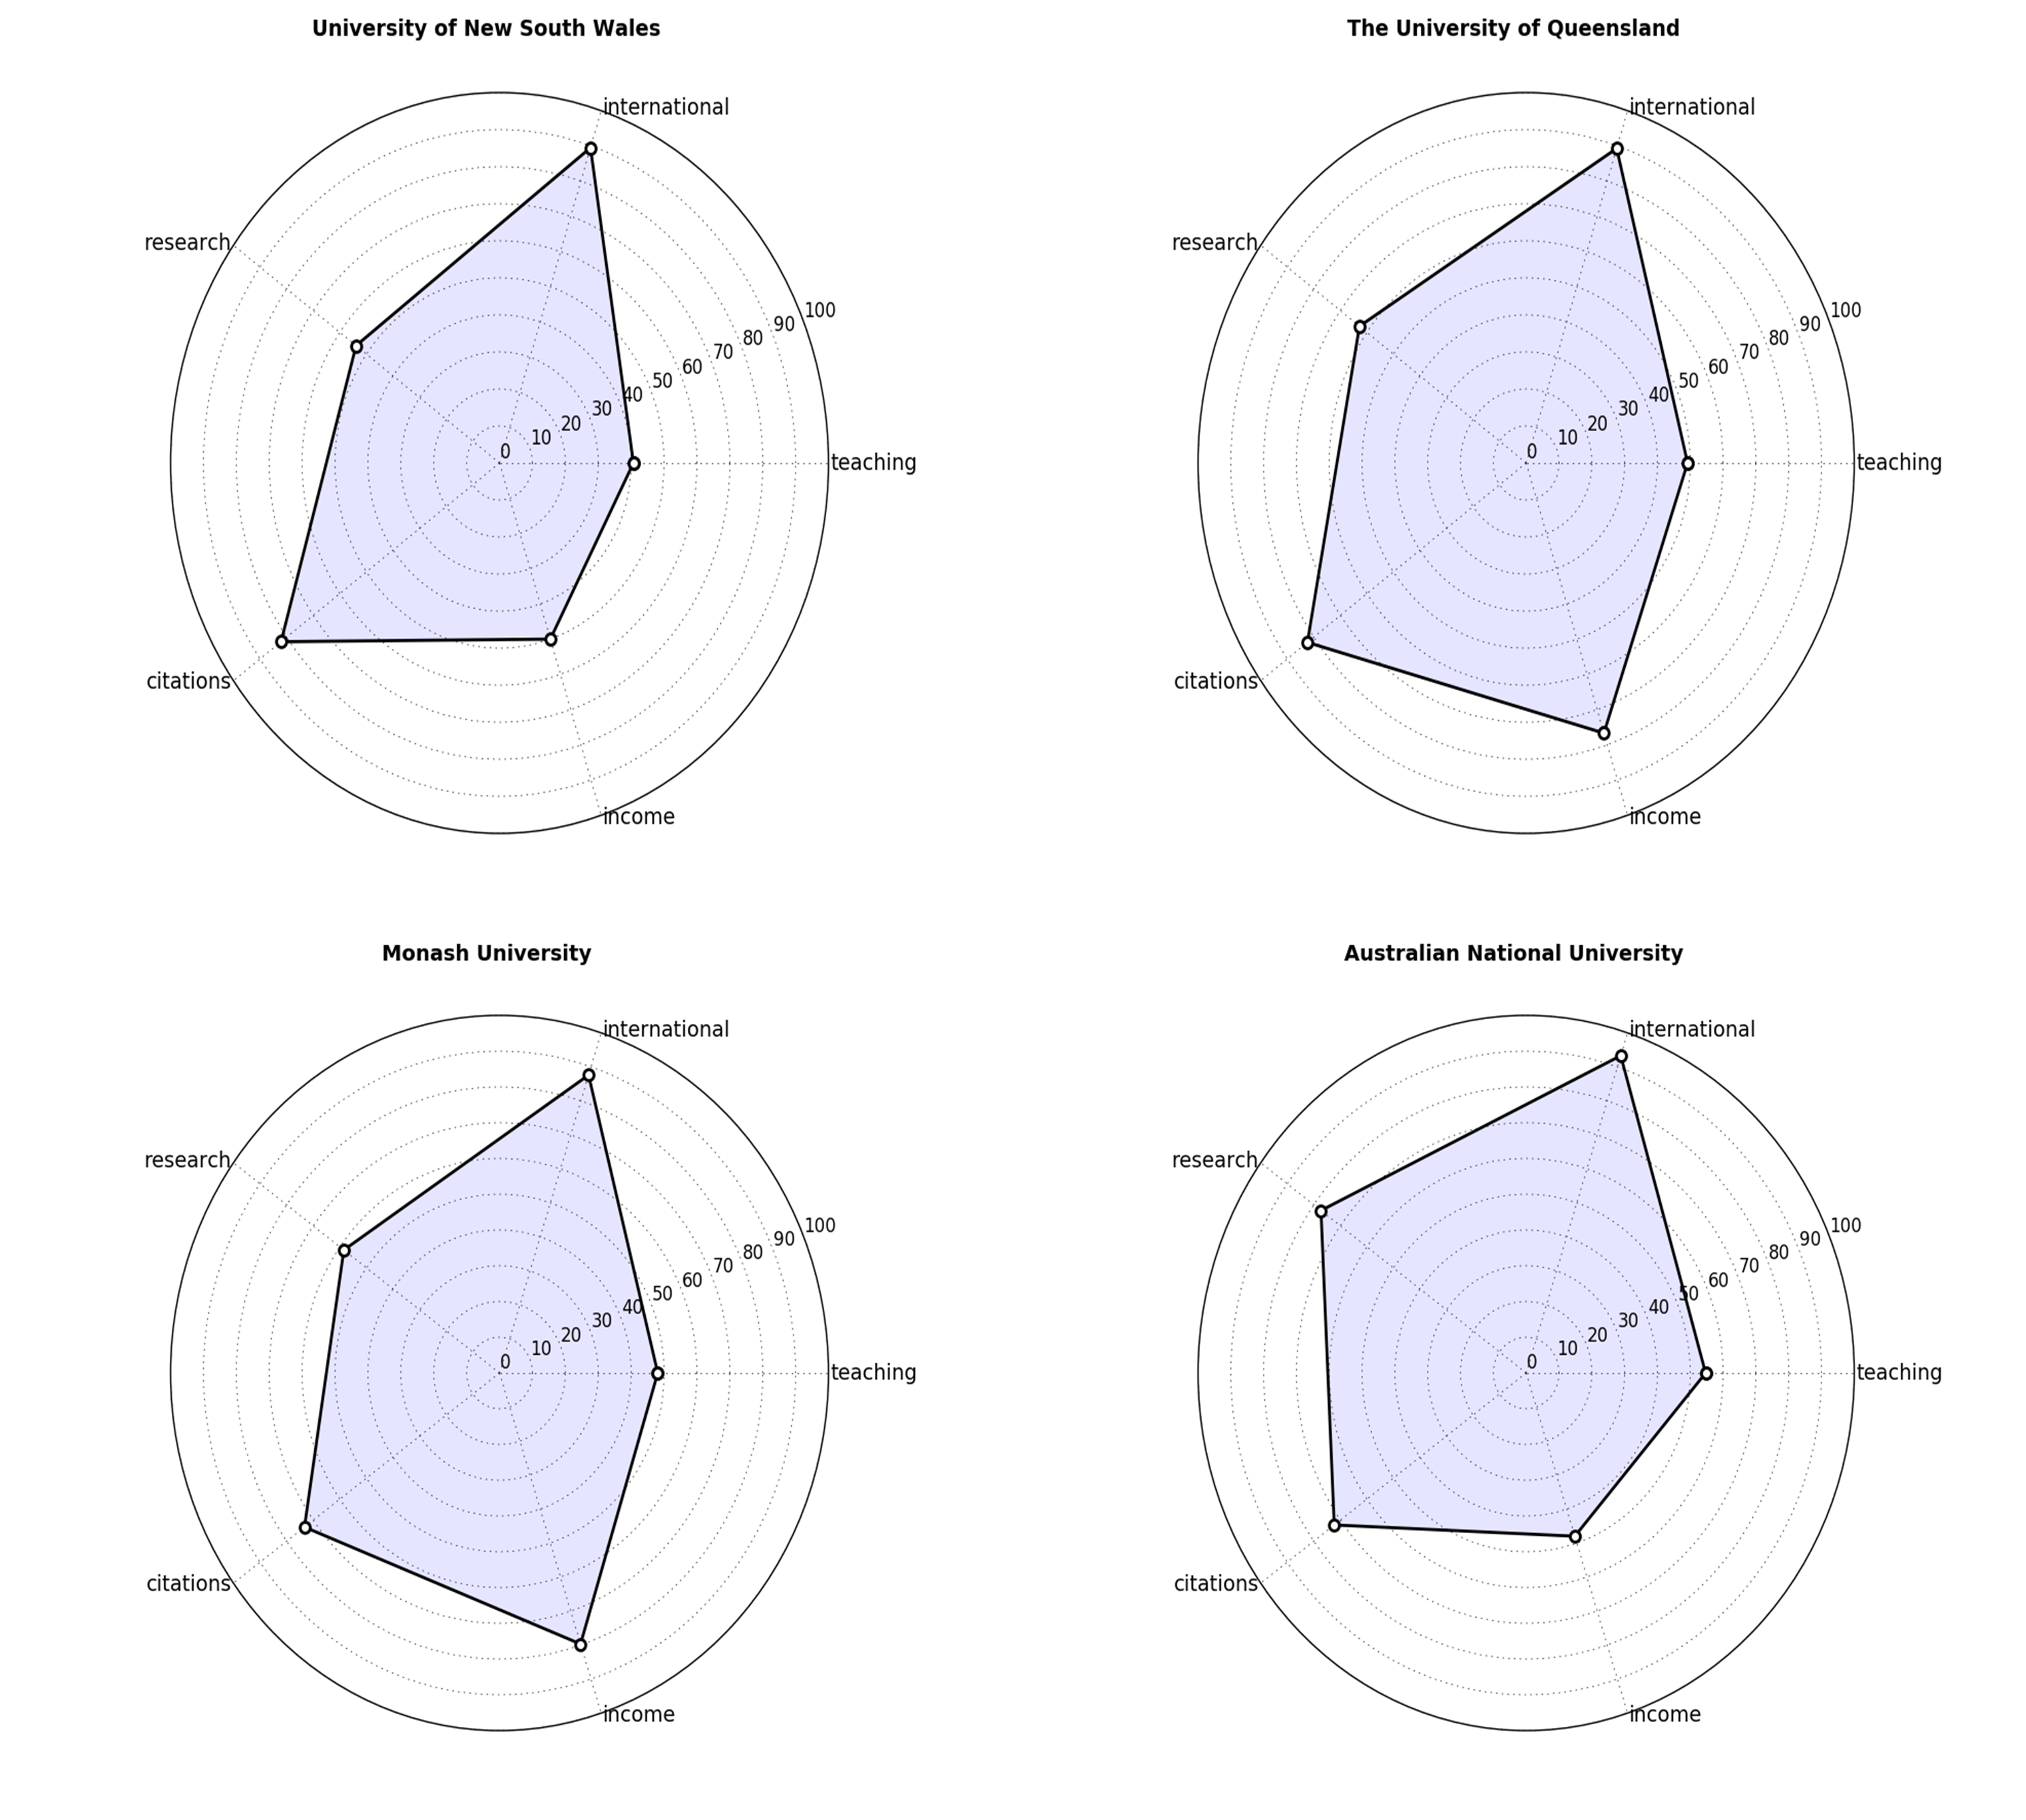 University of New South Wales
international
research
100
90
80
70
60
50
40
30
20
10
0
teaching
citations
income
The University of Queensland
international
research
100
90
80
70
60
50
40
30
20
10
0
teaching
citations
income
Monash University
international
research
100
90
80
70
60
50
40
30
20
10
0
teaching
citations
income
Australian National University
international
research
100
90
80
70
60
50
40
30
20
10
0
teaching
citations
income